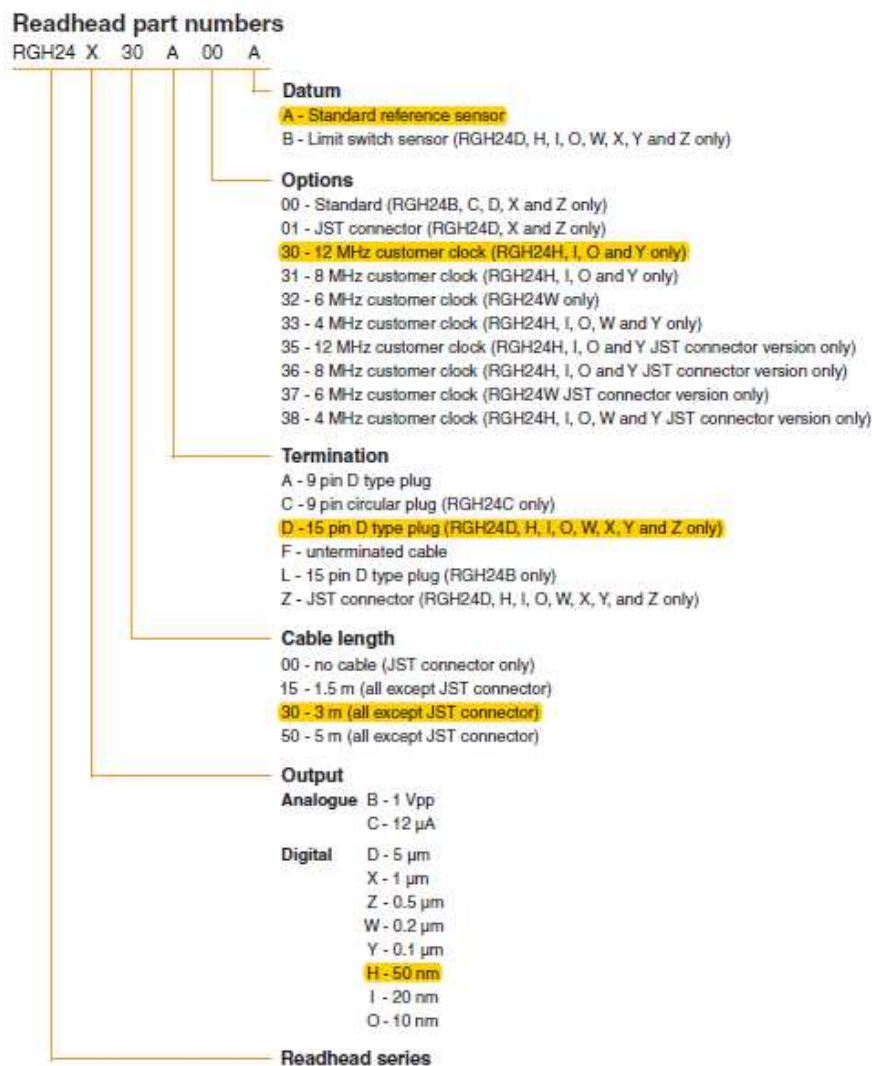 Readhead part numbers
RGH24 X 30 A 00 A
Datum
A - Standard reference sensor
B - Limit switch sensor (RGH24D, H, I, O, W, X, Y and Z only)
Options
00 - Standard (RGH24B, C, D, X and Z only)
01 - JST connector (RGH24D, X and Z only)
30 - 12 MHz customer clock (RGH24H, I, O and Y only)
31 - 8 MHz customer clock (RGH24H, I, O and Y only)
32 - 6 MHz customer clock (RGH24W only)
33 - 4 MHz customer clock (RGH24H, I, O, W and Y only)
35 - 12 MHz customer clock (RGH24H, I, O and Y JST connector version only)
36 - 8 MHz customer clock (RGH24H, I, O and Y JST connector version only)
37 - 6 MHz customer clock (RGH24W JST connector version only)
38 - 4 MHz customer clock (RGH24H, I, O, W and Y JST connector version only)
Termination
A - 9 pin D type plug
C - 9 pin circular plug (RGH24C only)
D -15 pin D type plug (RGH24D, H, I, O, W, X, Y and Z only)
F - unterminated cable
L - 15 pin D type plug (RGH24B only)
Z - JST connector (RGH24D, H, I, O, W, X, Y, and Z only)
Cable length
00 - no cable (JST connector only)
15 - 1.5 m (all except JST connector)
30 - 3 m (all except JST connector)
50 - 5 m (all except JST connector)
Output
Analogue B - 1 Vpp
C - 12 µA
Digital D - 5 µm
X - 1 µm
Z - 0.5 µm
W - 0.2 µm
Y - 0.1 µm
H - 50 nm
I - 20 nm
O - 10 nm
Readhead series